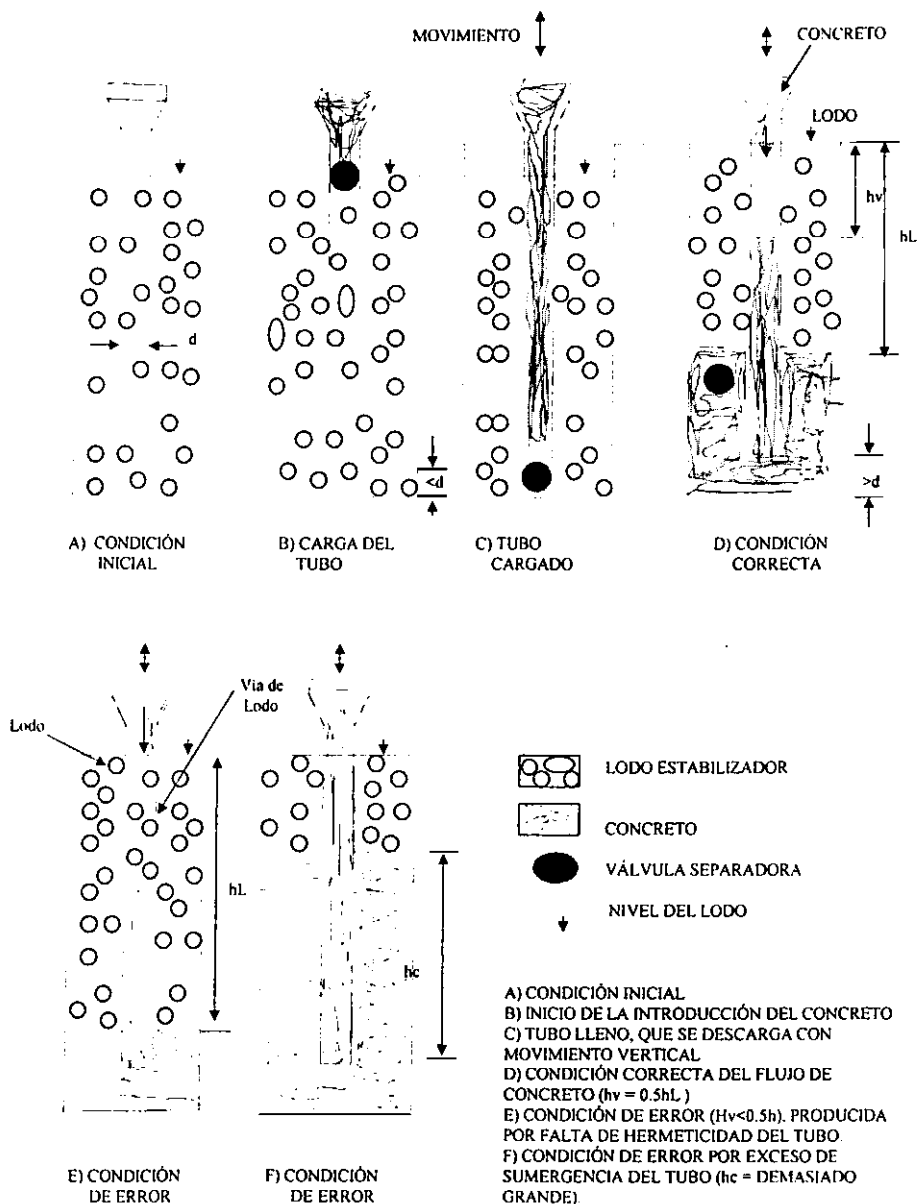 MOVIMIENTO
CONCRETO
LODO
hv
hL
d
<d
>d
A) CONDICIÓN
INICIAL
B) CARGA DEL
TUBO
C) TUBO
CARGADO
D) CONDICIÓN
CORRECTA
Lodo
Via de
Lodo
hL
hc
E) CONDICIÓN
DE ERROR
F) CONDICIÓN
DE ERROR
LODO ESTABILIZADOR
CONCRETO
VÁLVULA SEPARADORA
NIVEL DEL LODO
A) CONDICIÓN INICIAL
B) INICIO DE LA INTRODUCCIÓN DEL CONCRETO
C) TUBO LLENO, QUE SE DESCARGA CON
MOVIMIENTO VERTICAL
D) CONDICIÓN CORRECTA DEL FLUJO DE
CONCRETO (hv = 0.5hL )
E) CONDICIÓN DE ERROR (Hv<0.5h). PRODUCIDA
POR FALTA DE HERMETICIDAD DEL TUBO.
F) CONDICIÓN DE ERROR POR EXCESO DE
SUMERGENCIA DEL TUBO (hc = DEMASIADO
GRANDE).